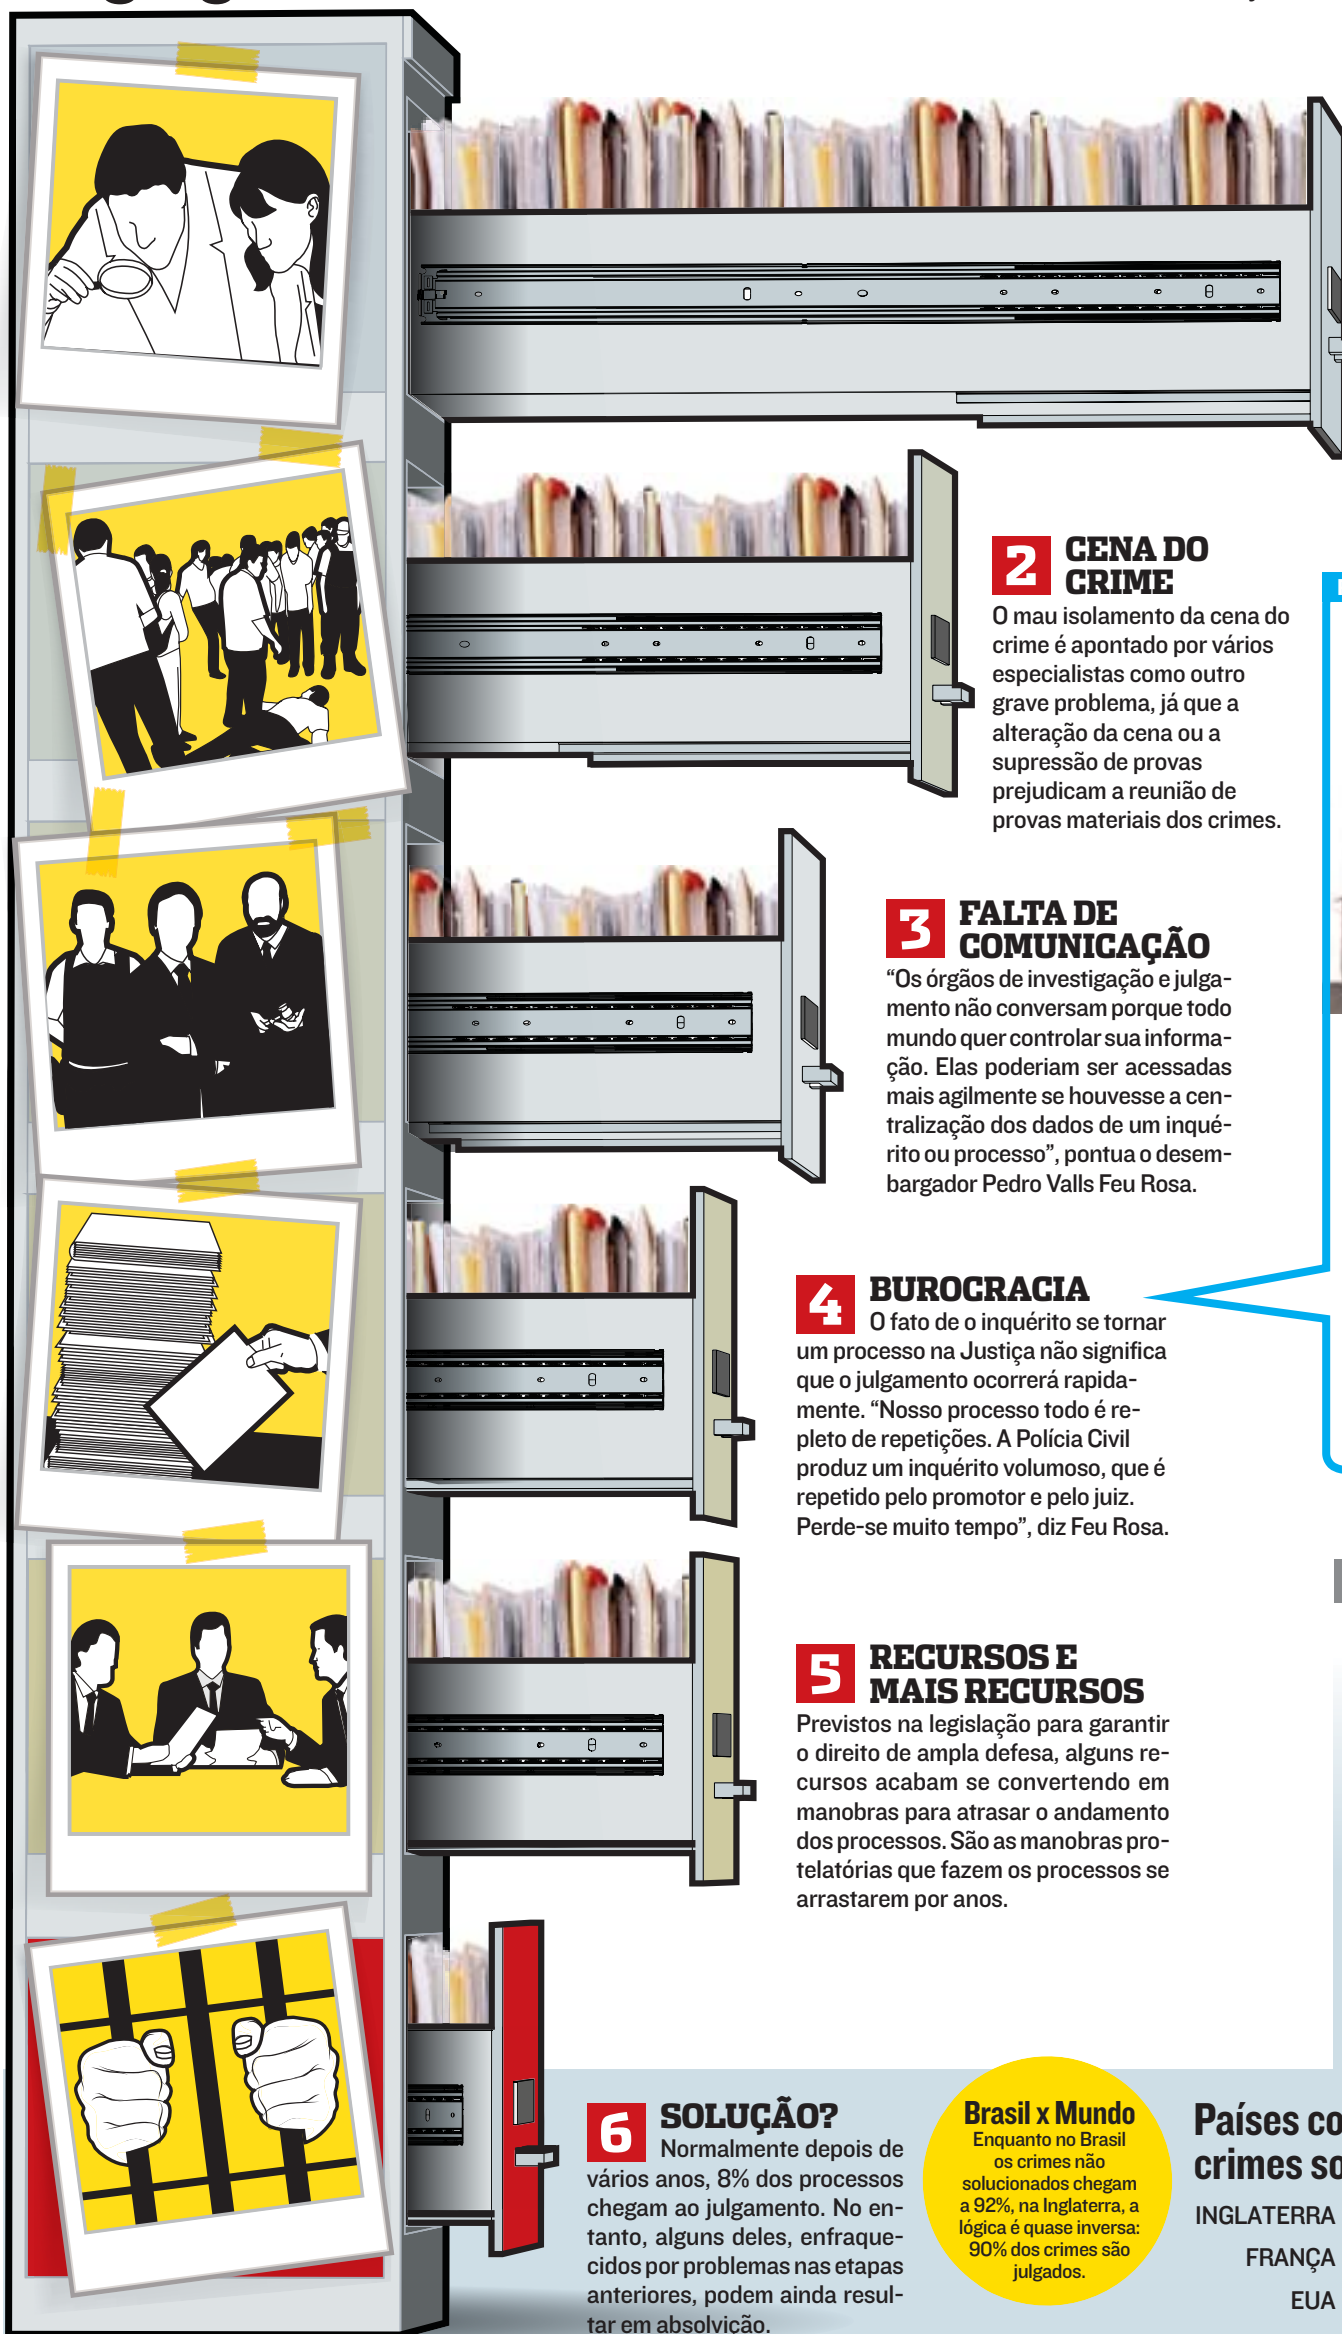 2 CENA DO
CRIME
O mau isolamento da cena do
crime é apontado por vários
especialistas como outro
grave problema, já que a
alteração da cena ou a
supressão de provas
prejudicam a reunião de
provas materiais dos crimes.
3 FALTA DE
COMUNICAÇÃO
“Os órgãos de investigação e julga-
mento não conversam porque todo
mundo quer controlar sua informa-
ção. Elas poderiam ser acessadas
mais agilmente se houvesse a cen-
tralização dos dados de um inqué-
rito ou processo”, pontua o desem-
bargador Pedro Valls Feu Rosa.
4 BUROCRACIA
O fato de o inquérito se tornar
um processo na Justiça não significa
que o julgamento ocorrerá rapida-
mente. “Nosso processo todo é re-
pleto de repetições. A Polícia Civil
produz um inquérito volumoso, que é
repetido pelo promotor e pelo juiz.
Perde-se muito tempo”, diz Feu Rosa.
5 RECURSOS E
MAIS RECURSOS
Previstos na legislação para garantir
o direito de ampla defesa, alguns re-
cursos acabam se convertendo em
manobras para atrasar o andamento
dos processos. São as manobras pro-
telatórias que fazem os processos se
arrastarem por anos.
6 SOLUÇÃO?
Normalmente depois de
vários anos, 8% dos processos
chegam ao julgamento. No en-
tanto, alguns deles, enfraque-
cidos por problemas nas etapas
anteriores, podem ainda resul-
tar em absolvição.
Brasil x Mundo
Enquanto no Brasil
os crimes não
solucionados chegam
a 92%, na Inglaterra, a
lógica é quase inversa:
90% dos crimes são
julgados.
Países co
crimes so
INGLATERRA
FRANÇA
EUA